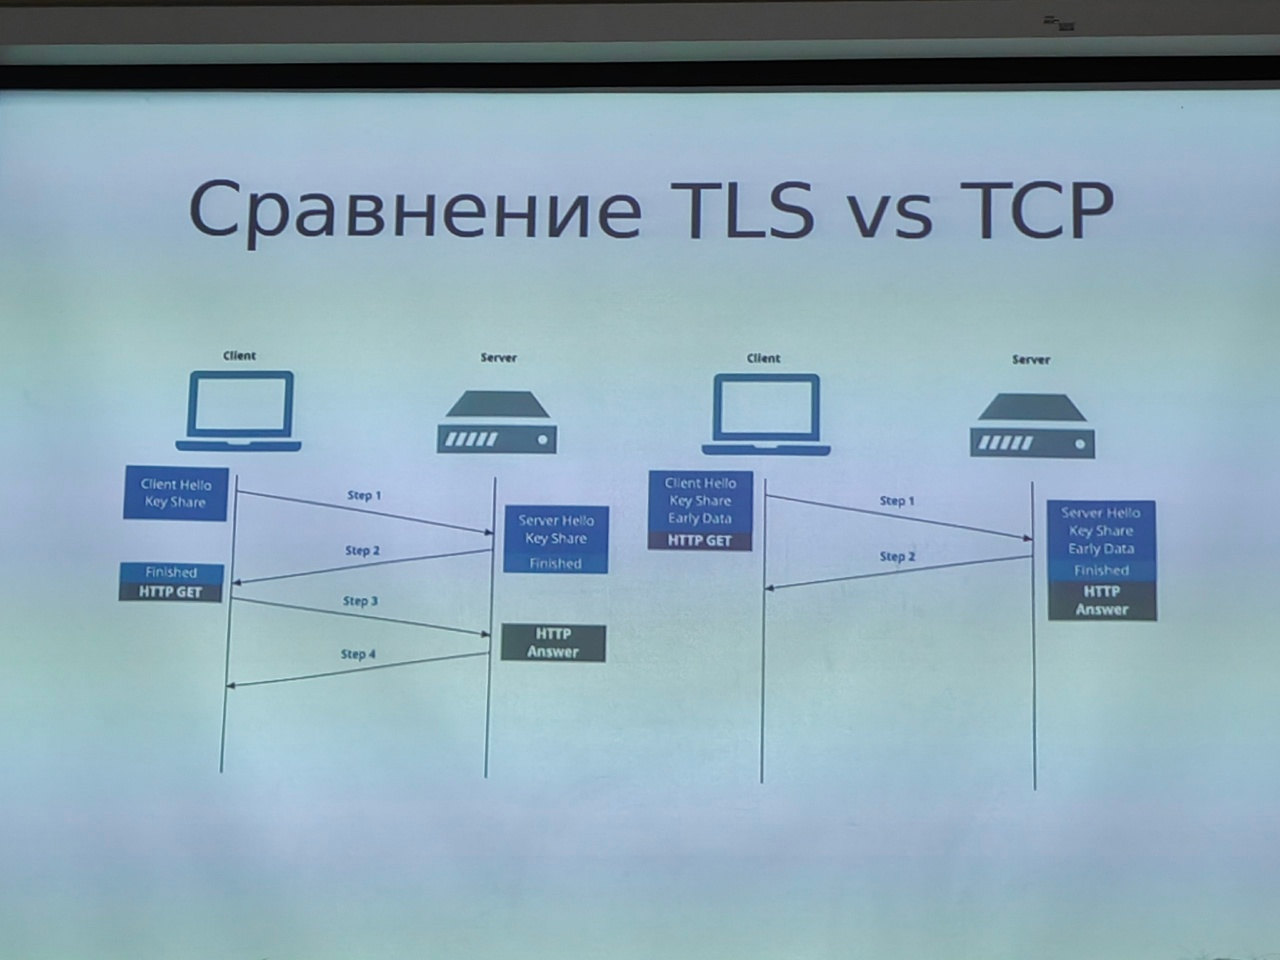 Сравнение TLS vs TCP
Client
Server
Client Hello
Key Share
Step 1
Server Hello
Key Share
Finished
Step 2
Finished
HTTP GET
Step 3
HTTP
Answer
Step 4
Client
Server
Client Hello
Key Share
Early Data
HTTP GET
Step 1
Server Hello
Key Share
Early Data
Finished
HTTP
Answer
Step 2